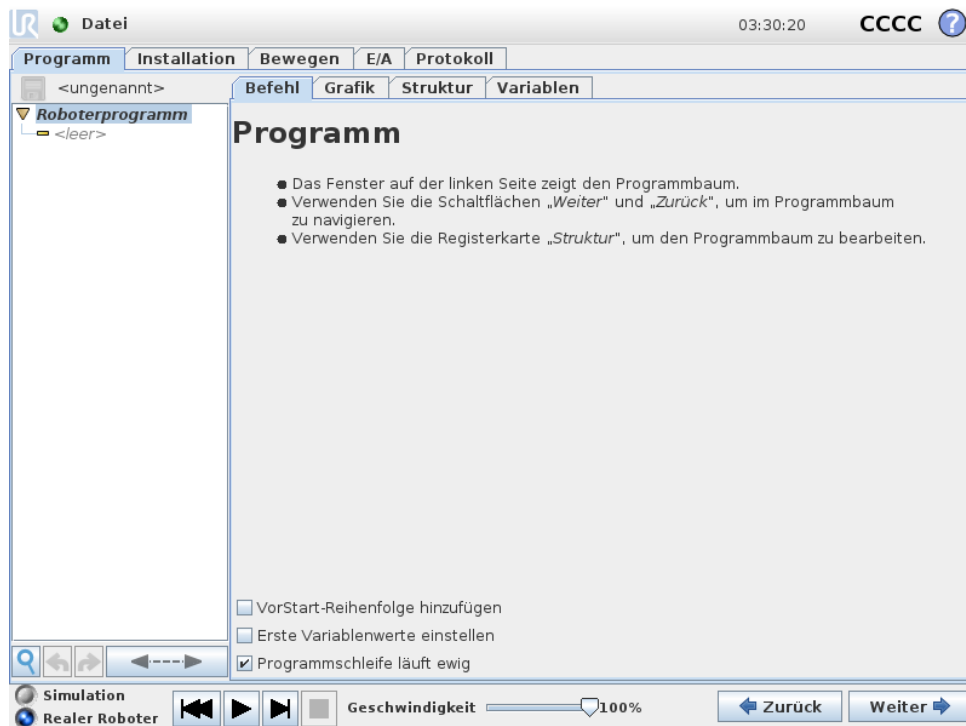 UR Datei 03:30:20 CCCC ?
Programm Installation Bewegen E/A Protokoll
<ungenannt> Befehl Grafik Struktur Variablen
Roboterprogramm
<leer>
Programm
Das Fenster auf der linken Seite zeigt den Programmbaum.
Verwenden Sie die Schaltflächen „Weiter" und „Zurück", um im Programmbaum
zu navigieren.
Verwenden Sie die Registerkarte „Struktur", um den Programmbaum zu bearbeiten.
VorStart-Reihenfolge hinzufügen
Erste Variablenwerte einstellen
Programmschleife läuft ewig
Simulation
Realer Roboter
Geschwindigkeit 100%
Zurück Weiter